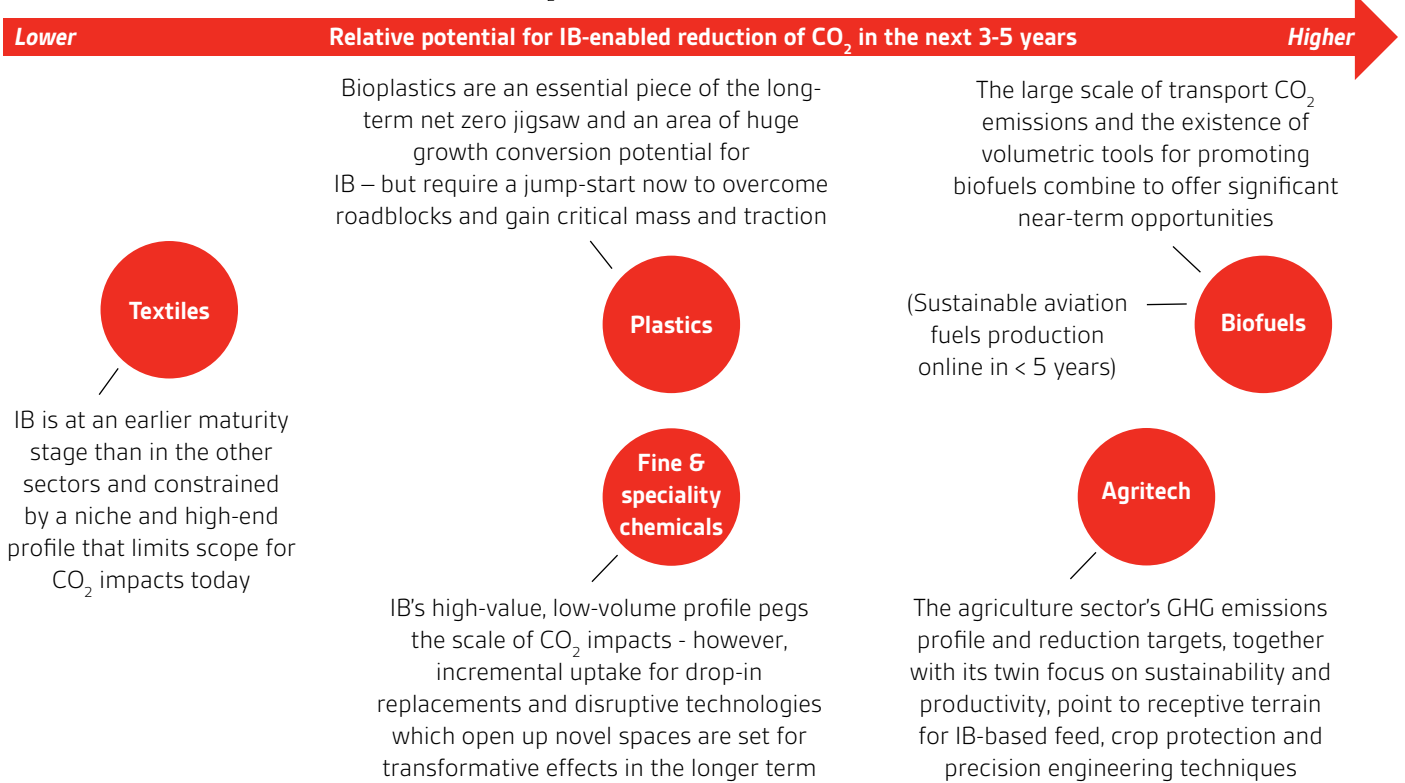 Lower
Relative potential for IB-enabled reduction of CO2 in the next 3-5 years
Higher
Bioplastics are an essential piece of the long-
term net zero jigsaw and an area of huge
growth conversion potential for
IB – but require a jump-start now to overcome
roadblocks and gain critical mass and traction
The large scale of transport CO2
emissions and the existence of
volumetric tools for promoting
biofuels combine to offer significant
near-term opportunities
Textiles
Plastics
(Sustainable aviation
fuels production
online in < 5 years)
Biofuels
IB is at an earlier maturity
stage than in the other
sectors and constrained
by a niche and high-end
profile that limits scope for
CO2 impacts today
Fine &
speciality
chemicals
Agritech
IB's high-value, low-volume profile pegs
the scale of CO2 impacts - however,
incremental uptake for drop-in
replacements and disruptive technologies
which open up novel spaces are set for
transformative effects in the longer term
The agriculture sector's GHG emissions
profile and reduction targets, together
with its twin focus on sustainability and
productivity, point to receptive terrain
for IB-based feed, crop protection and
precision engineering techniques